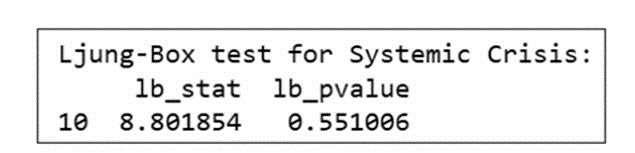 Ljung-Box test for Systemic Crisis:
lb_stat lb_pvalue
10 8.801854 0.551006